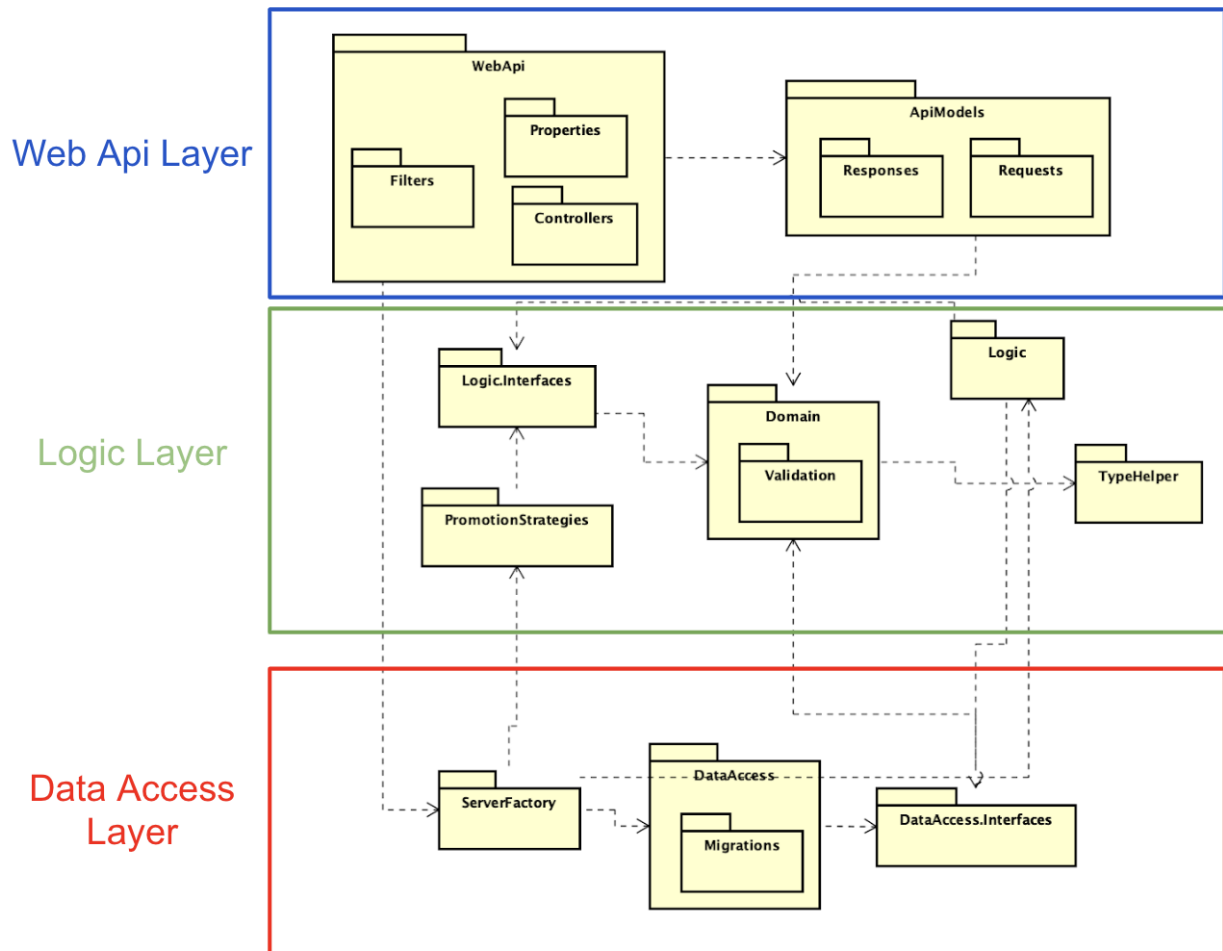 Web Api Layer
WebApi
Properties
Filters
Controllers
ApiModels
Responses
Requests
Logic Layer
Logic.Interfaces
Logic
Domain
Validation
TypeHelper
PromotionStrategies
Data Access
Layer
ServerFactory
DataAccess
Migrations
DataAccess.Interfaces